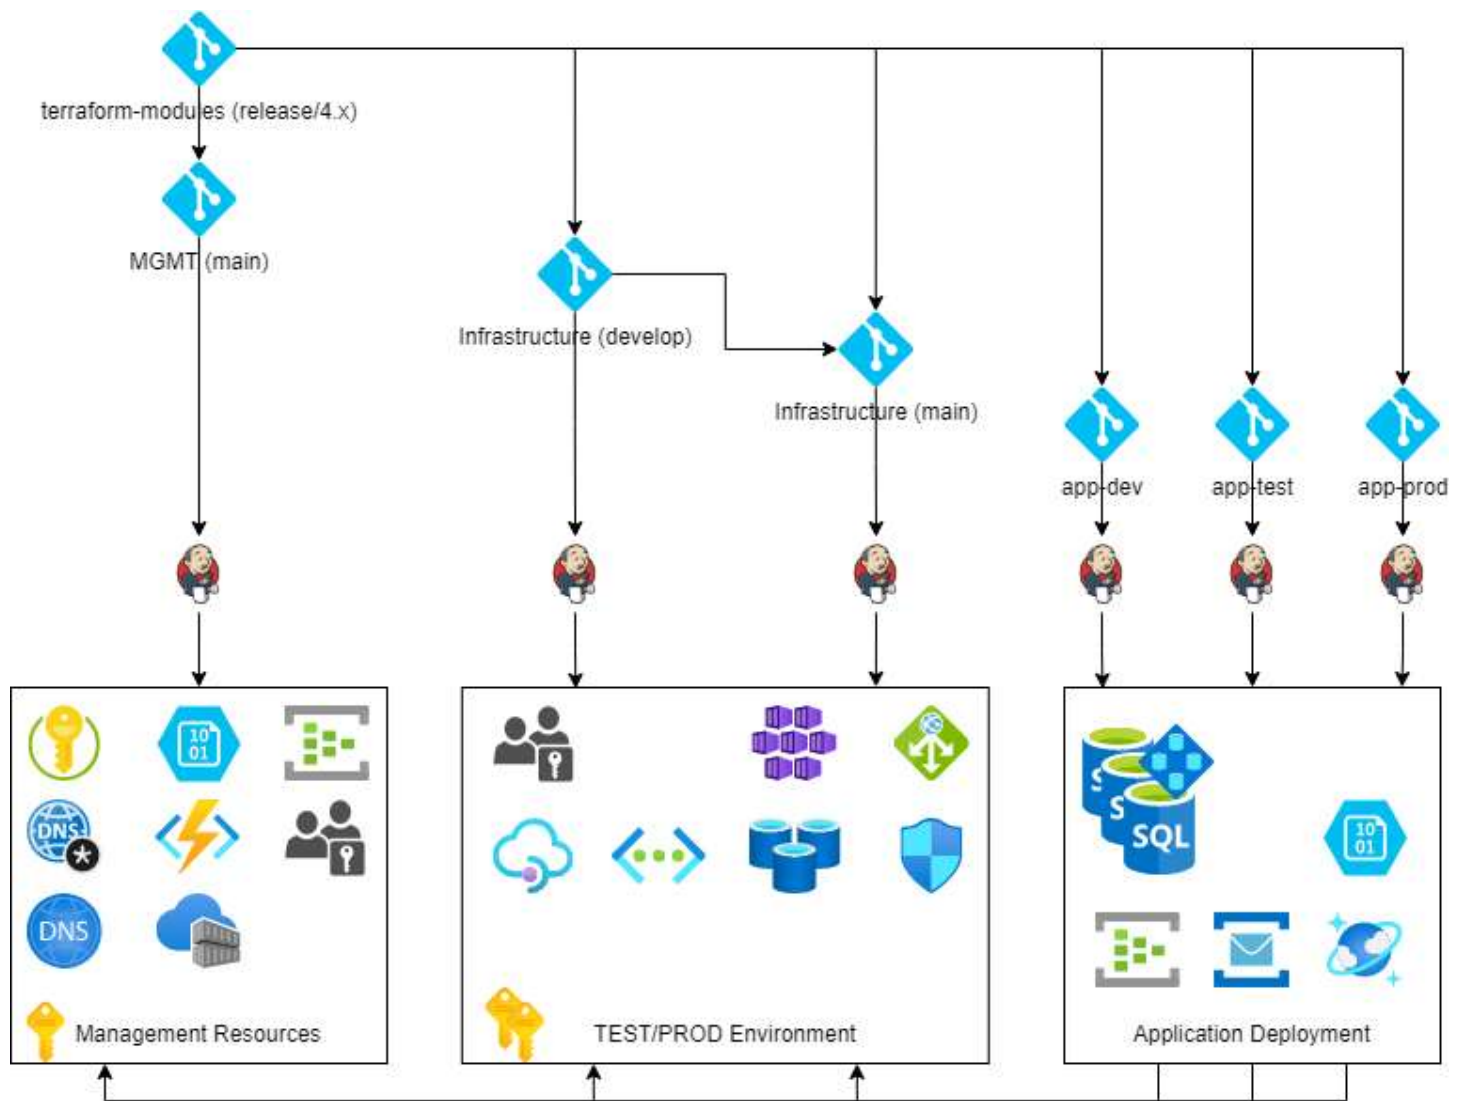 terraform-modules (release/4.x)
MGMT (main)
Infrastructure (develop)
Infrastructure (main)
app-dev
app-test
app-prod
10
01
DNS
*
DNS
SQL
S
S
10
01
Management Resources
TEST/PROD Environment
Application Deployment